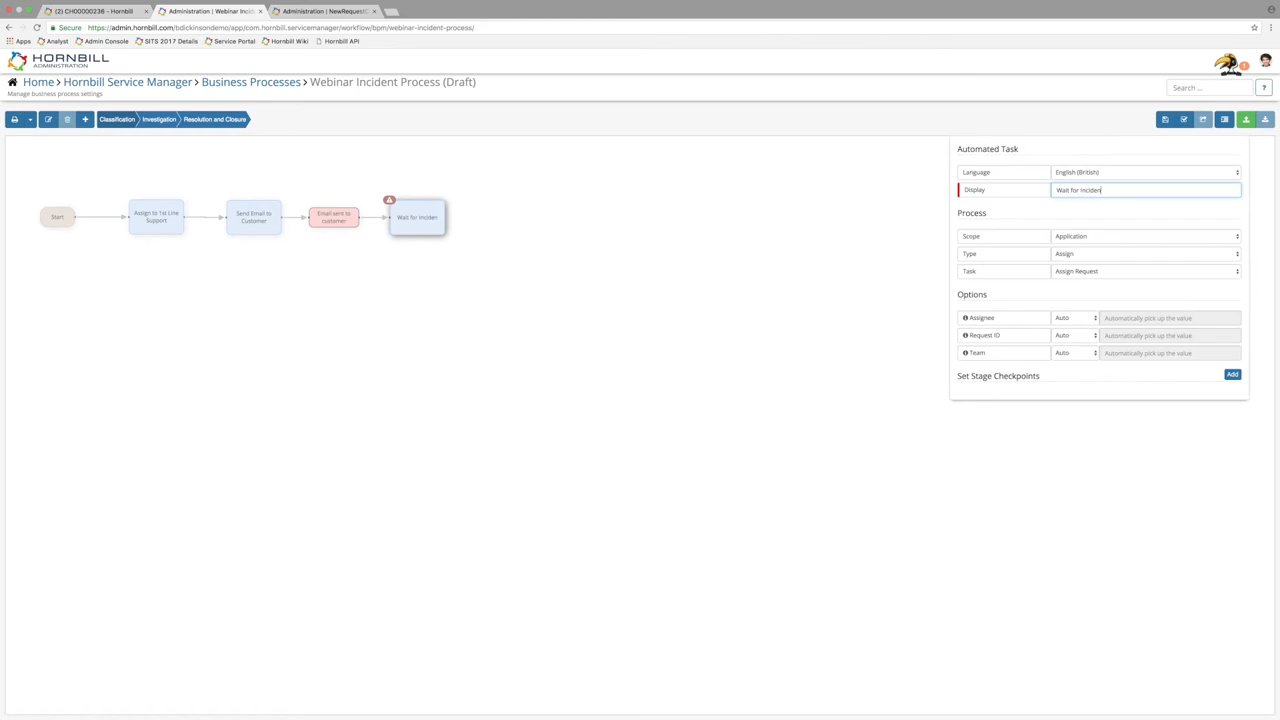 (2) CH00000236 - Hornbill
Administration | Webinar Incid
Administration | NewRequestC
Secure
https://admin.hornbill.com/bdickinsondemo/app/com.hornbill.servicemanager/workflow/bpm/webinar-incident-process/
Apps
Analyst
Admin Console
SITS 2017 Details
Service Portal
Hornbill Wiki
Hornbill API
HORNBILL
ADMINISTRATION
1
Home > Hornbill Service Manager > Business Processes > Webinar Incident Process (Draft)
Manage business process settings
Search ...
?
Classification
Investigation
Resolution and Closure
Start
Assign to 1st Line
Support
Send Email to
Customer
Email sent to
customer
Wait for Inciden
Automated Task
Language
English (British)
Display
Wait for Inciden
Process
Scope
Application
Type
Assign
Task
Assign Request
Options
Assignee
Auto
Automatically pick up the value
Request ID
Auto
Automatically pick up the value
Team
Auto
Automatically pick up the value
Set Stage Checkpoints
Add